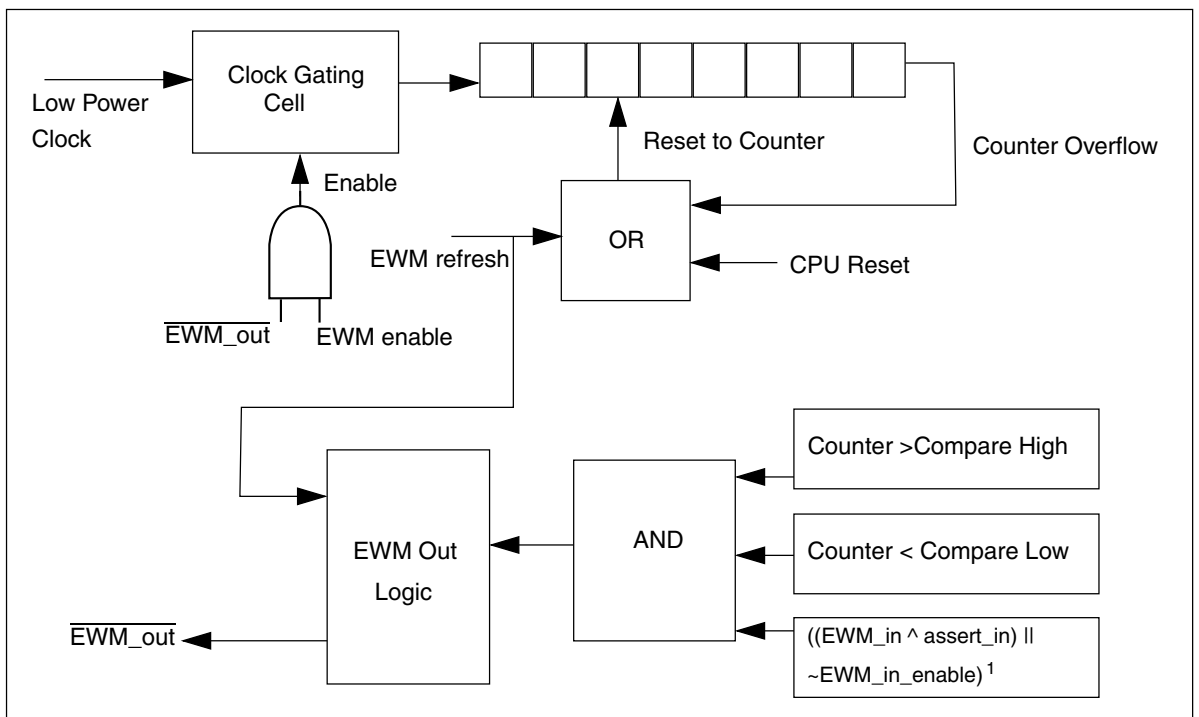 Low Power
Clock
Clock Gating
Cell
Enable
EWM_out
EWM enable
Reset to Counter
Counter Overflow
EWM refresh
OR
CPU Reset
Counter >Compare High
Counter < Compare Low
((EWM_in ^ assert_in) ||
~EWM_in_enable) 1
AND
EWM Out
Logic
EWM_out